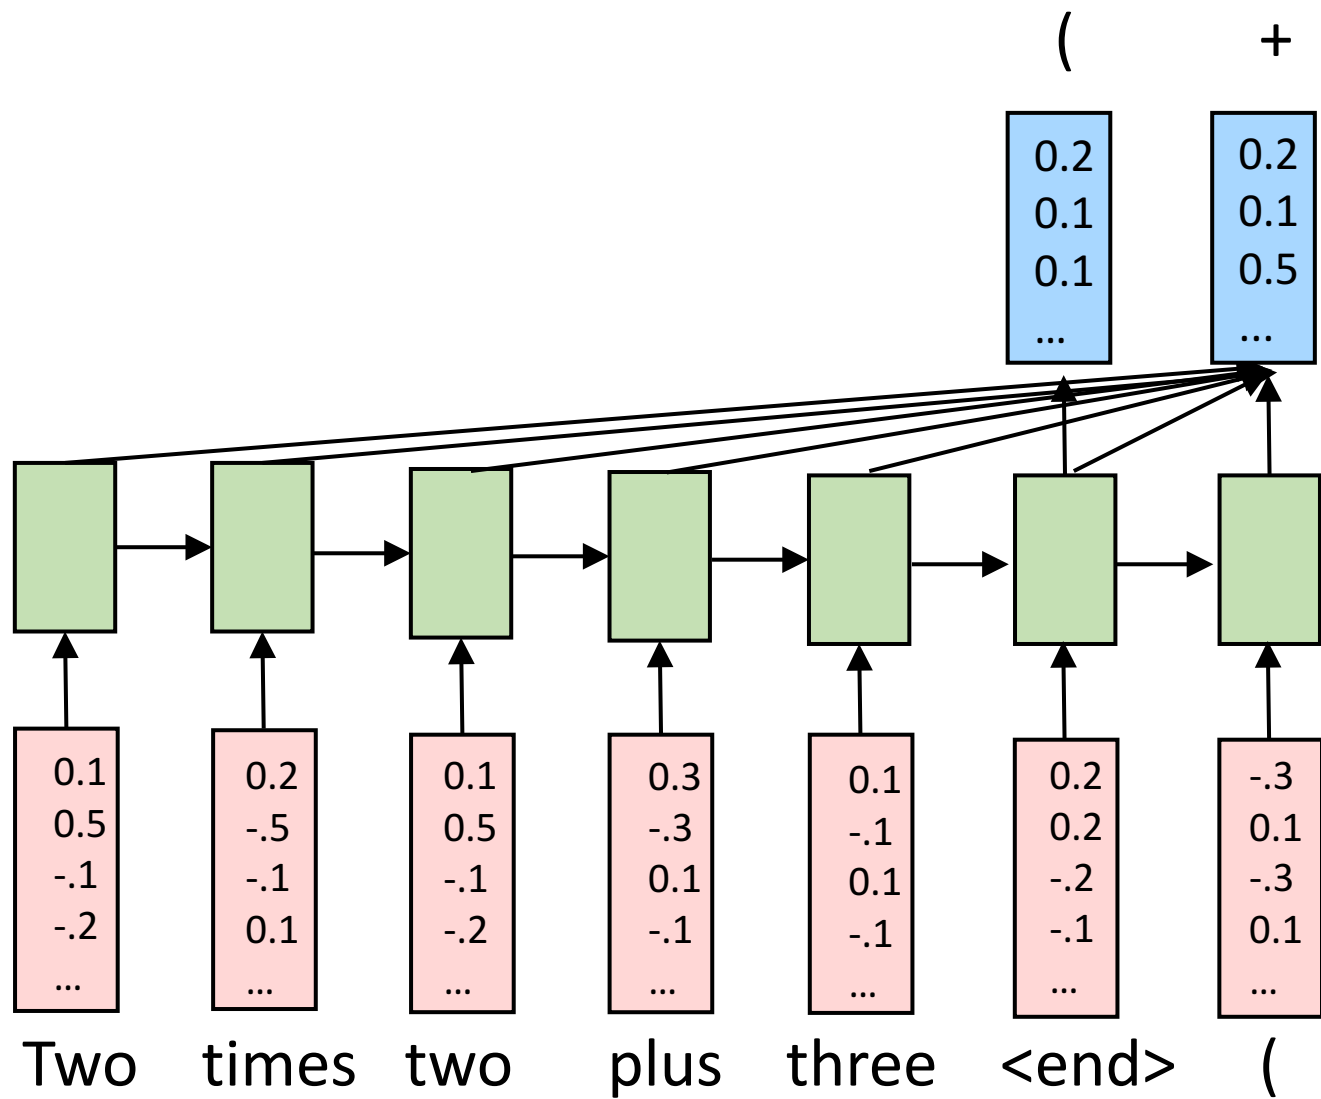 ( +
0.2 0.2
0.1 0.1
0.1 0.5
... ...
0.1 0.2 0.1 0.3 0.1 0.2 -.3
0.5 -.5 0.5 -.3 -.1 0.2 0.1
-.1 -.1 -.1 0.1 0.1 -.2 -.3
-.2 0.1 -.2 -.1 -.1 -.1 0.1
... ... ... ... ... ... ...
Two times two plus three <end> (